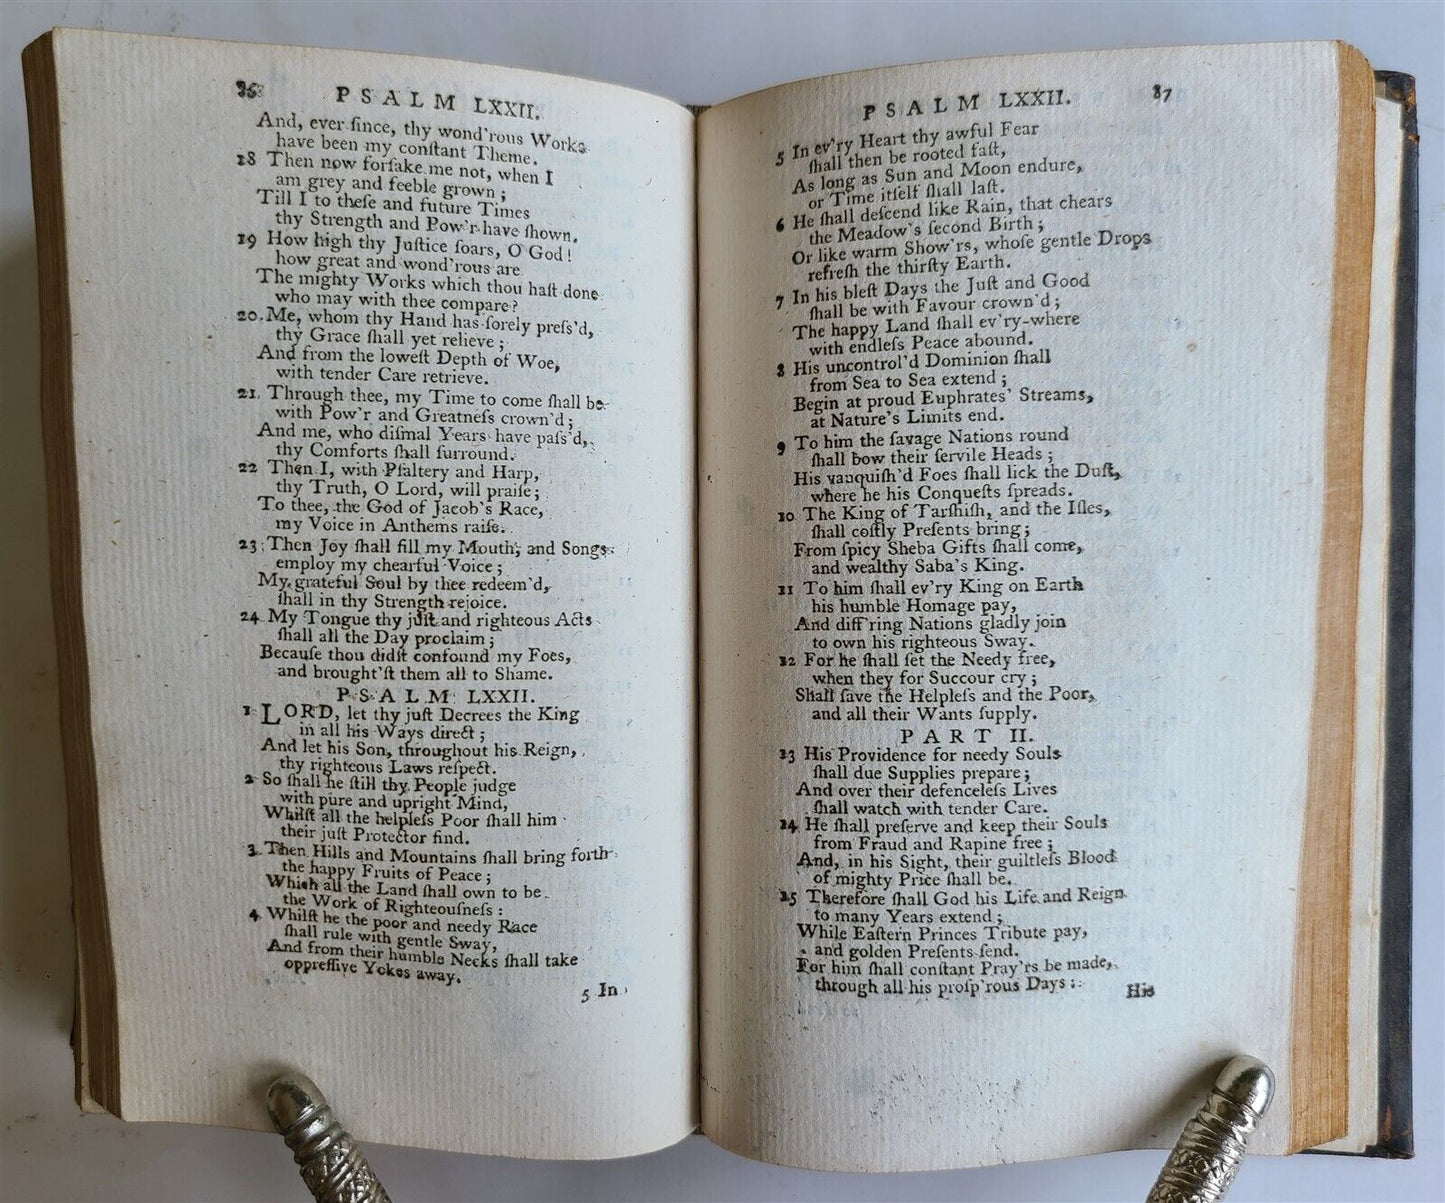 86
PSALM LXXII.
And, ever ſince, thy wond'rous Works
have been my conſtant Theme.
18 Then now forſake me not, when I
am grey and feeble grown;
Till I to theſe and future Times
thy Strength and Pow'r have ſhown.
19 How high thy Juſtice ſoars, O God!
how great and wond'rous are
The mighty Works which thou haſt done
who may with thee compare?
20 Me, whom thy Hand has ſorely preſs'd,
thy Grace ſhall yet relieve;
And from the loweſt Depth of Woe,
with tender Care retrieve.
21 Through thee, my Time to come ſhall be
with Pow'r and Greatneſs crown'd;
And me, who diſmal Years have paſs'd,
thy Comforts ſhall ſurround.
22 Then I, with Pſaltery and Harp,
thy Truth, O Lord, will praiſe;
To thee, the God of Jacob's Race,
my Voice in Anthems raiſe.
23 Then Joy ſhall fill my Mouth, and Songs
employ my chearful Voice;
My grateful Soul by thee redeem'd,
ſhall in thy Strength rejoice.
24 My Tongue thy juſt and righteous Acts
ſhall all the Day proclaim;
Becauſe thou didſt confound my Foes,
and brought'ſt them all to Shame.
PSALM LXXII.
1 LORD, let thy juſt Decrees the King
in all his Ways direct;
And let his Son, throughout his Reign,
thy righteous Laws reſpect.
2 So ſhall he ſtill thy People judge
with pure and upright Mind,
Whilſt all the helpleſs Poor ſhall him
their juſt Protector find.
3 Then Hills and Mountains ſhall bring forth
the happy Fruits of Peace;
Which all the Land ſhall own to be
the Work of Righteouſneſs:
4 Whilſt he the poor and needy Race
ſhall rule with gentle Sway,
And from their humble Necks ſhall take
oppreſſive Yokes away.
5 In
PSALM LXXII.
87
5 In ev'ry Heart thy awful Fear
ſhall then be rooted faſt,
As long as Sun and Moon endure,
or Time itſelf ſhall laſt.
6 He ſhall deſcend like Rain, that chears
the Meadow's ſecond Birth;
Or like warm Show'rs, whoſe gentle Drops
refreſh the thirſty Earth.
7 In his bleſt Days the Juſt and Good
ſhall be with Favour crown'd;
The happy Land ſhall ev'ry-where
with endleſs Peace abound.
8 His uncontrol'd Dominion ſhall
from Sea to Sea extend;
Begin at proud Euphrates' Streams,
at Nature's Limits end.
9 To him the ſavage Nations round
ſhall bow their ſervile Heads;
His vanquiſh'd Foes ſhall lick the Duſt,
where he his Conqueſts ſpreads.
10 The King of Tarſhiſh, and the Iſles,
ſhall coſtly Preſents bring;
From ſpicy Sheba Gifts ſhall come,
and wealthy Saba's King.
11 To him ſhall ev'ry King on Earth
his humble Homage pay,
And diff'ring Nations gladly join
to own his righteous Sway.
12 For he ſhall ſet the Needy free,
when they for Succour cry;
Shall ſave the Helpleſs and the Poor,
and all their Wants ſupply.
PART II.
13 His Providence for needy Souls
ſhall due Supplies prepare;
And over their defenceleſs Lives
ſhall watch with tender Care.
14 He ſhall preſerve and keep their Souls
from Fraud and Rapine free;
And, in his Sight, their guiltleſs Blood
of mighty Price ſhall be.
15 Therefore ſhall God his Life and Reign
to many Years extend;
While Eaſtern Princes Tribute pay,
and golden Preſents ſend.
For him ſhall conſtant Pray'rs be made,
through all his proſp'rous Days:
His